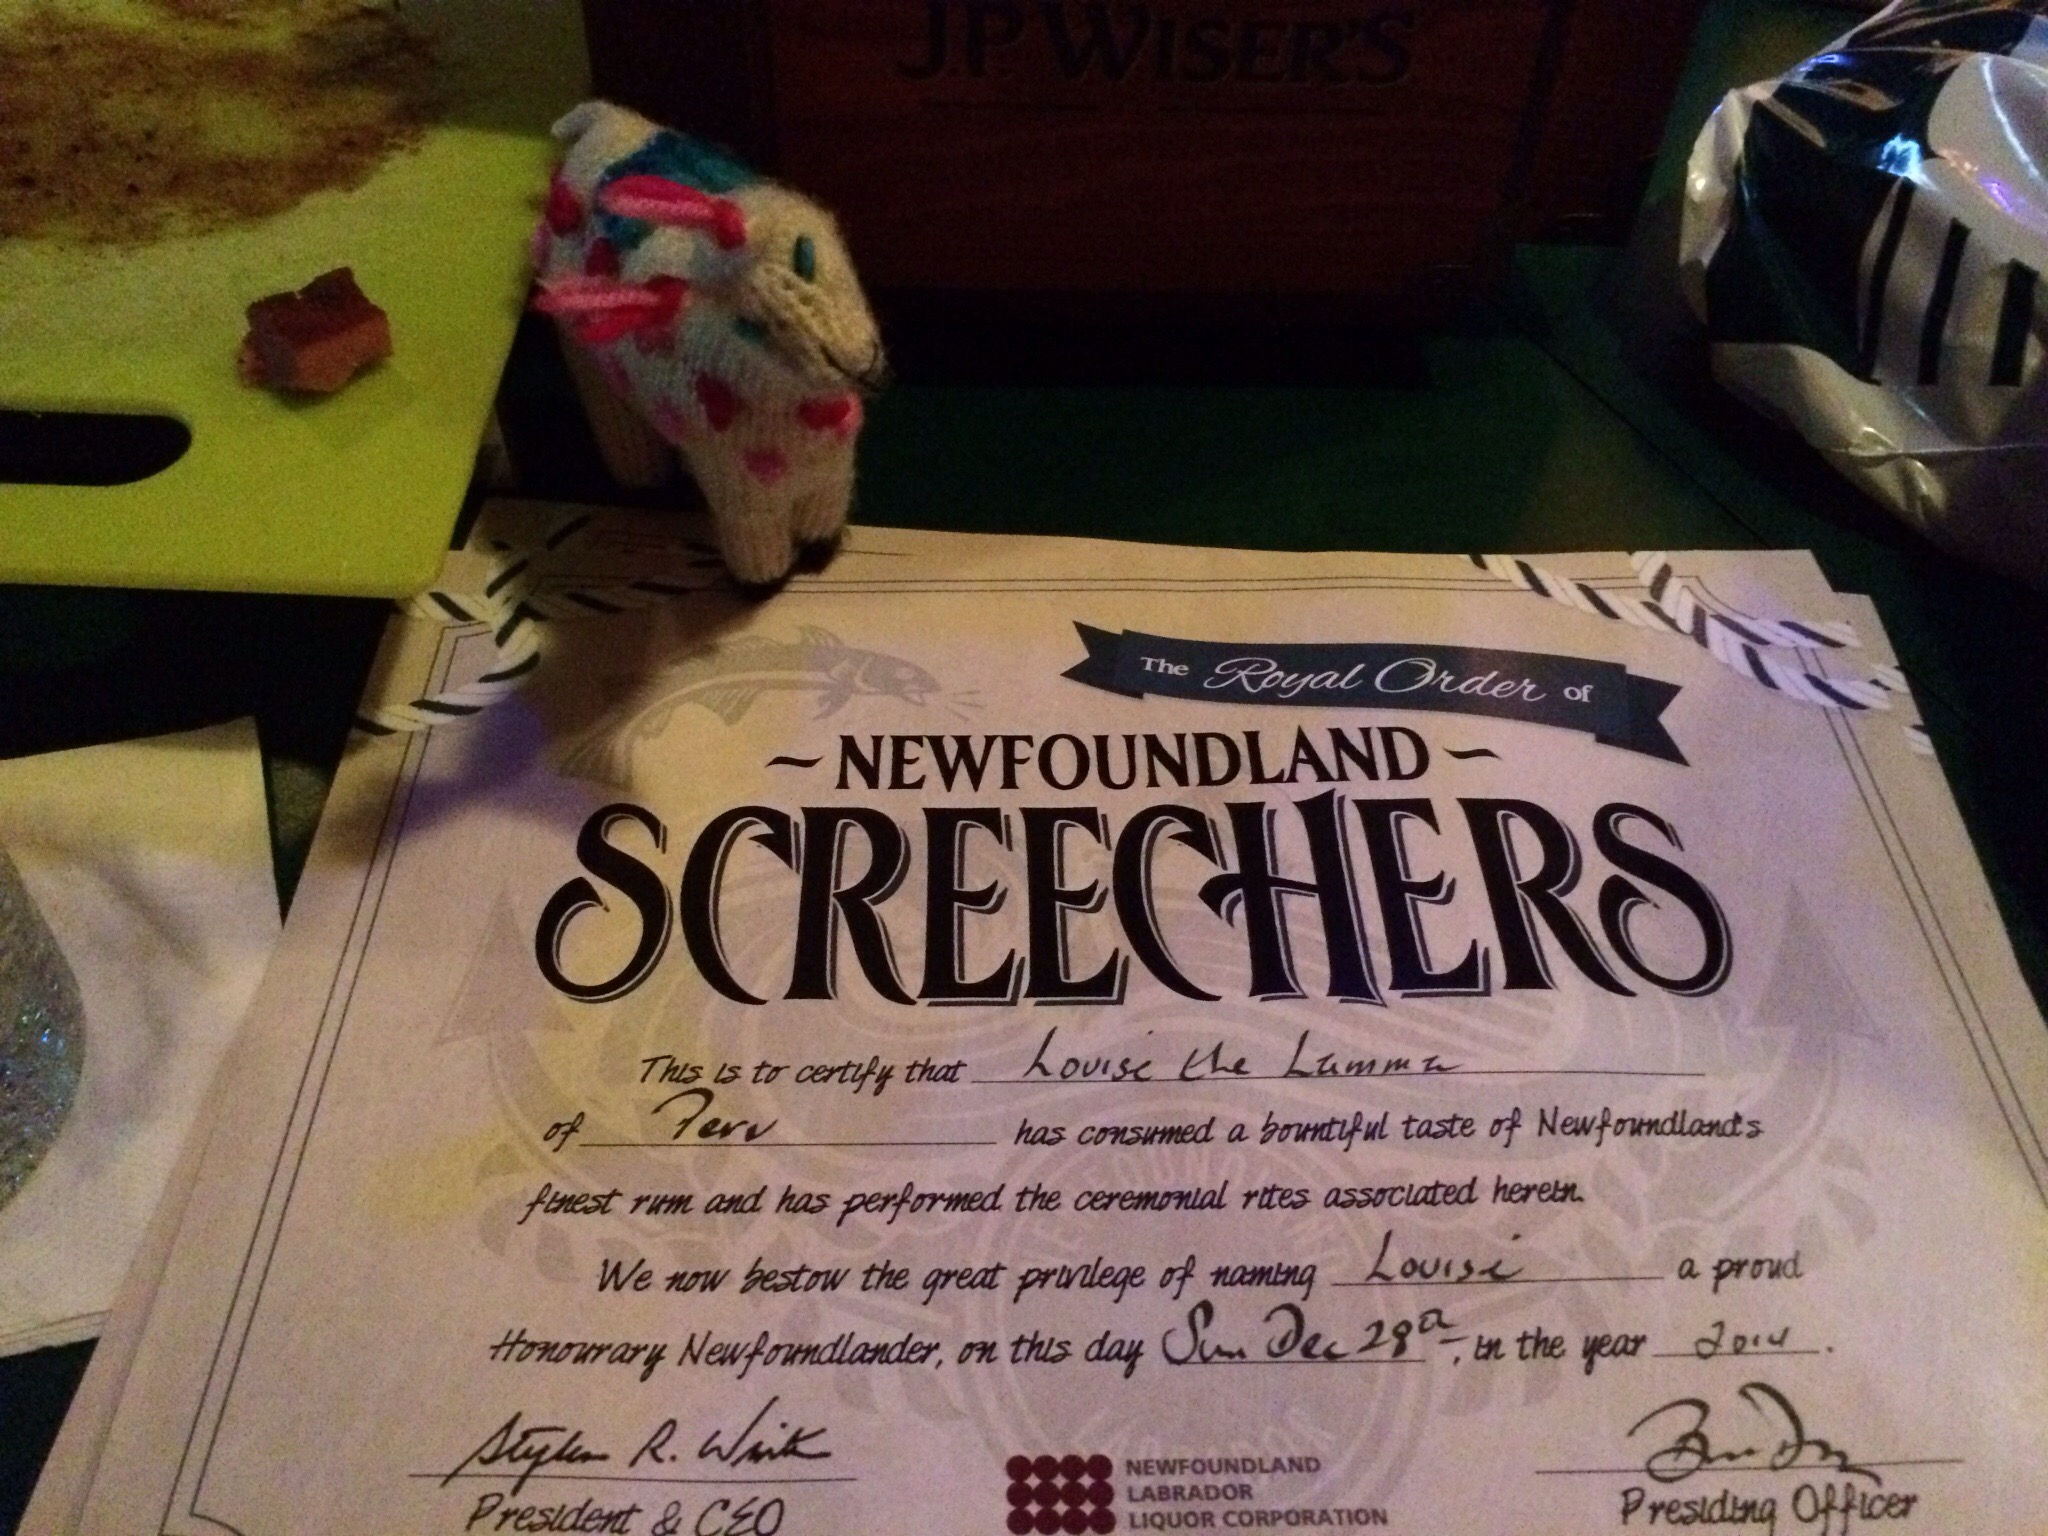 J.P. WISER'S
The Royal Order of
~ NEWFOUNDLAND ~
SCREECHERS
This is to certify that Louise the Lamma
of Peru has consumed a bountiful taste of Newfoundland's
finest rum and has performed the ceremonial rites associated herein.
We now bestow the great privilege of naming Louise a proud
Honourary Newfoundlander, on this day Sun Dec 28th, in the year 2014.
President & CEO
NEWFOUNDLAND
LABRADOR
LIQUOR CORPORATION
Presiding Officer